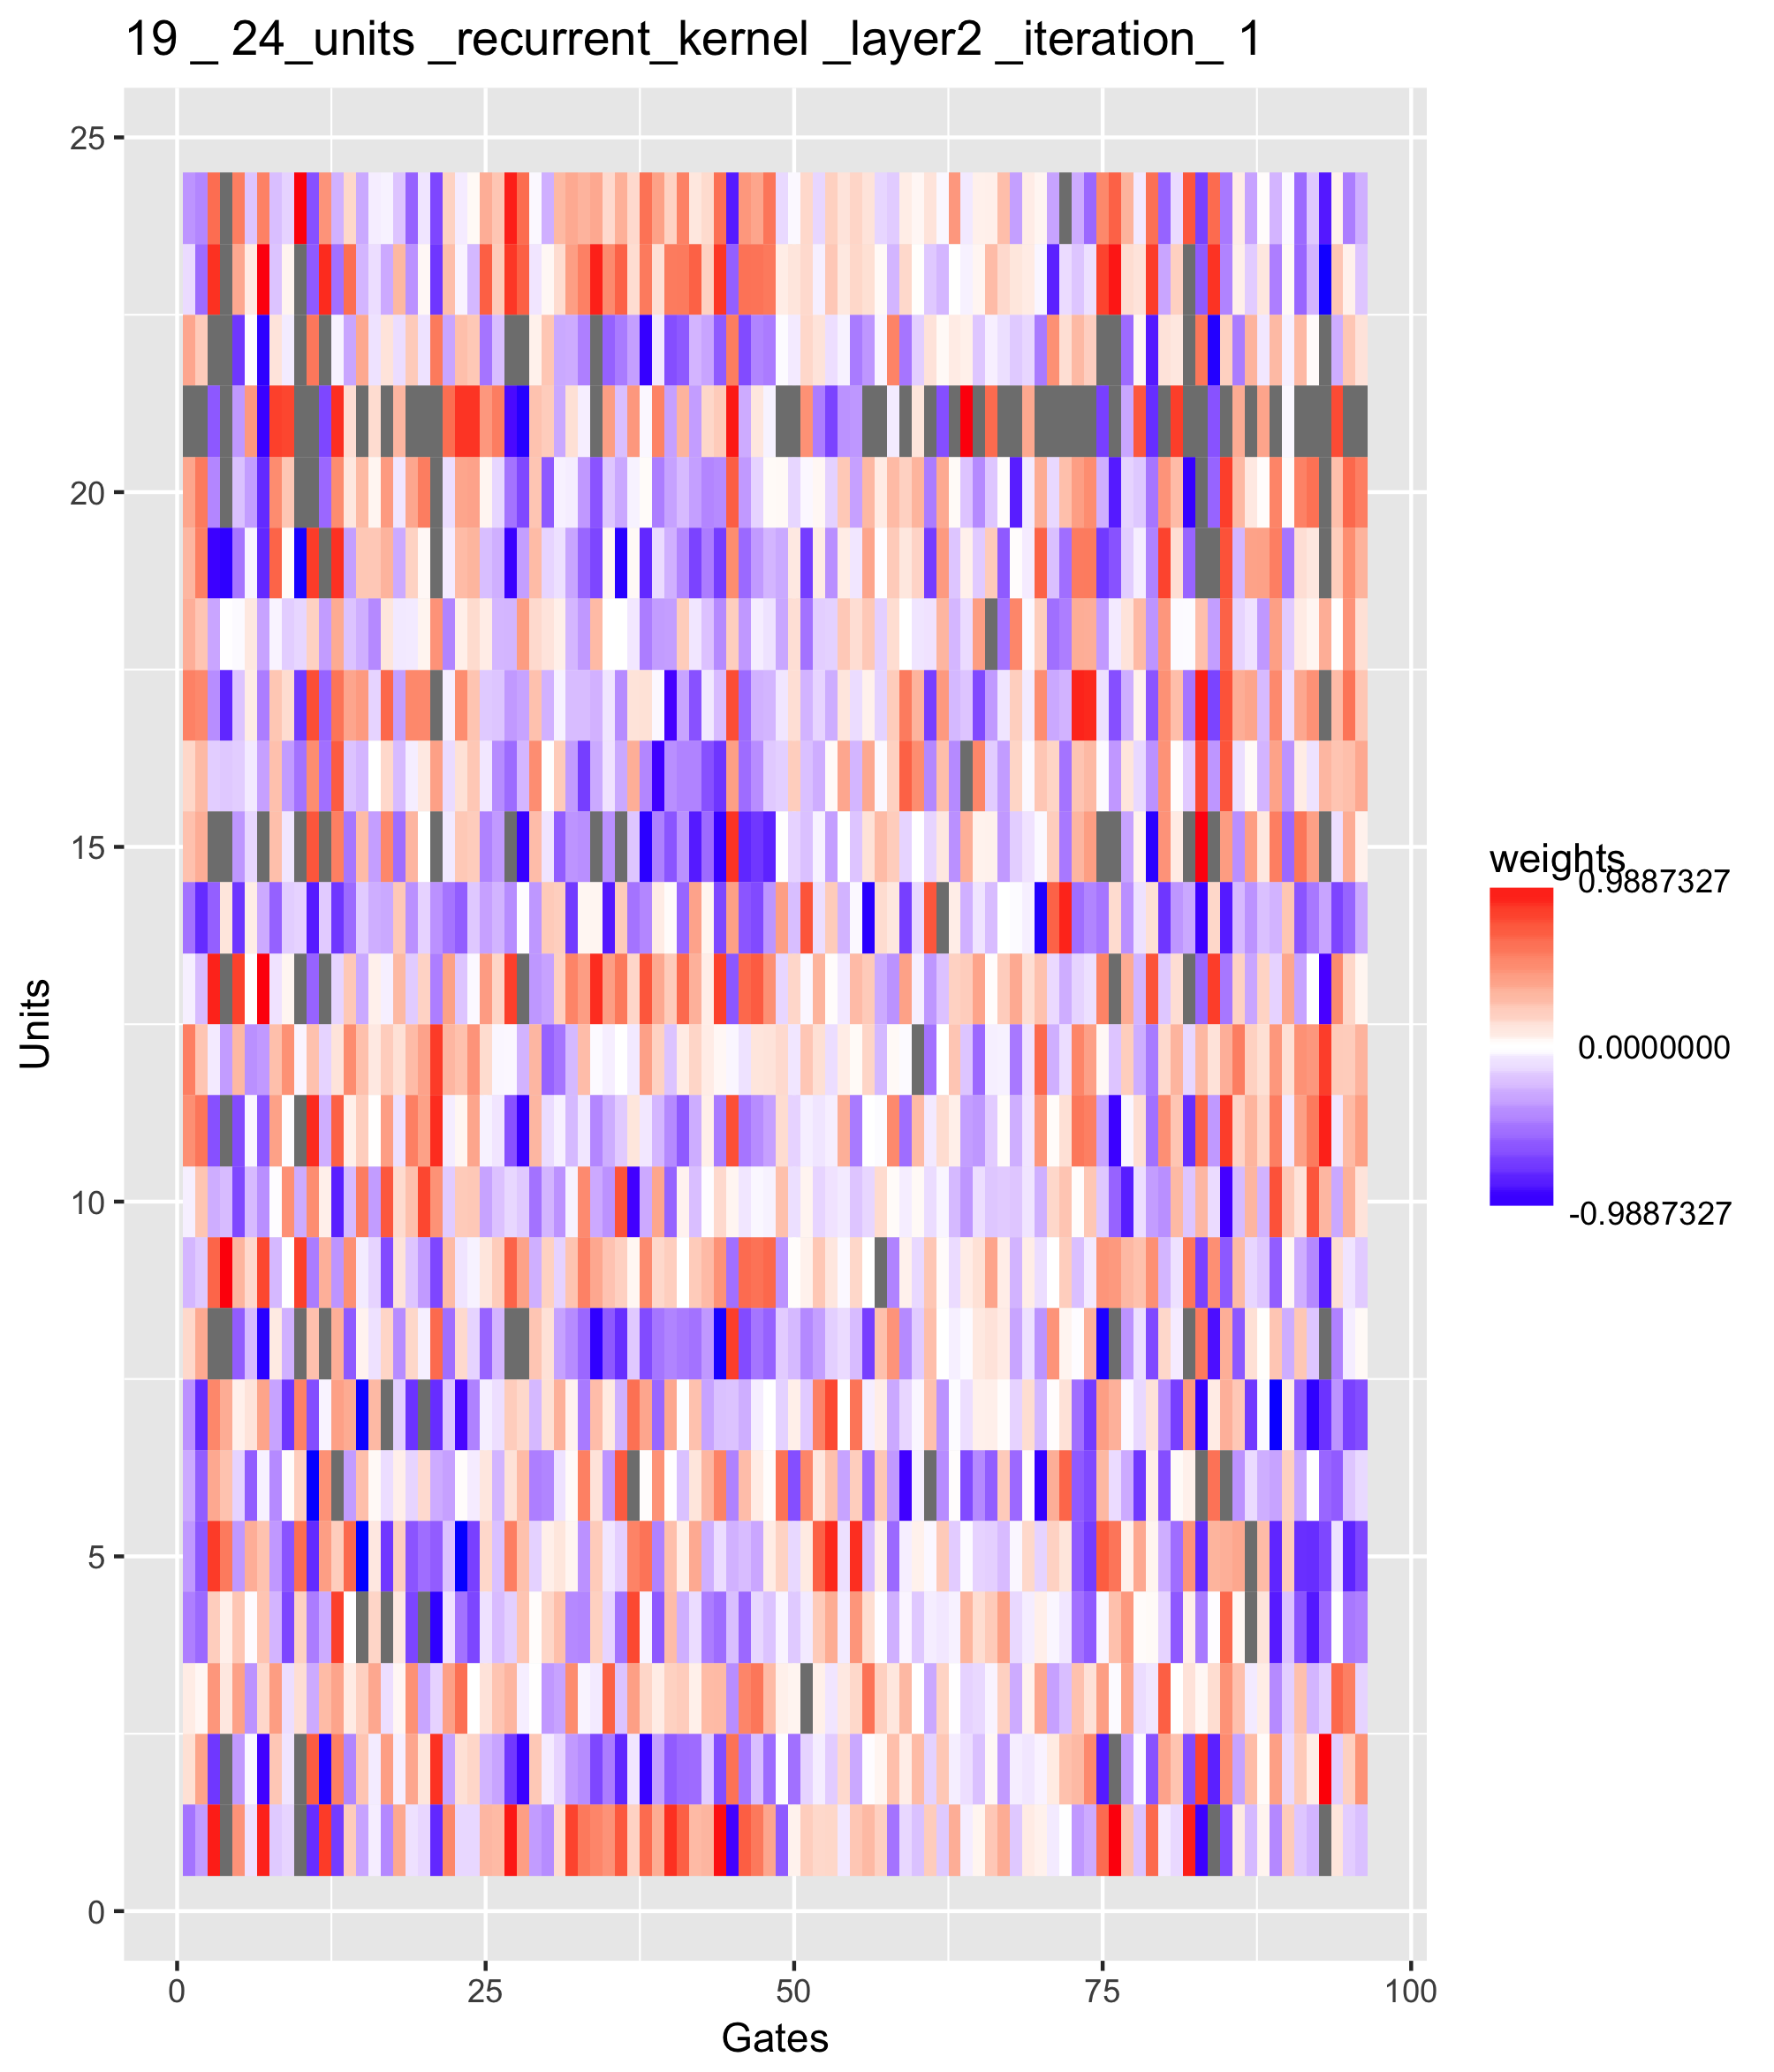 19 _ 24_units _recurrent_kernel _layer2 _iteration_ 1
25
20
15
10
5
0
Units
0 25 50 75 100
Gates
weights
0.9887327
0.0000000
-0.9887327